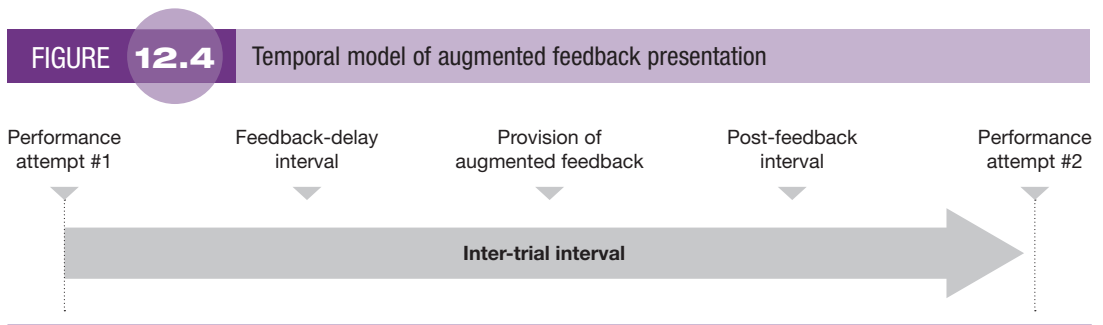 FIGURE 12.4 Temporal model of augmented feedback presentation
Performance attempt #1
Feedback-delay interval
Provision of augmented feedback
Post-feedback interval
Performance attempt #2
Inter-trial interval